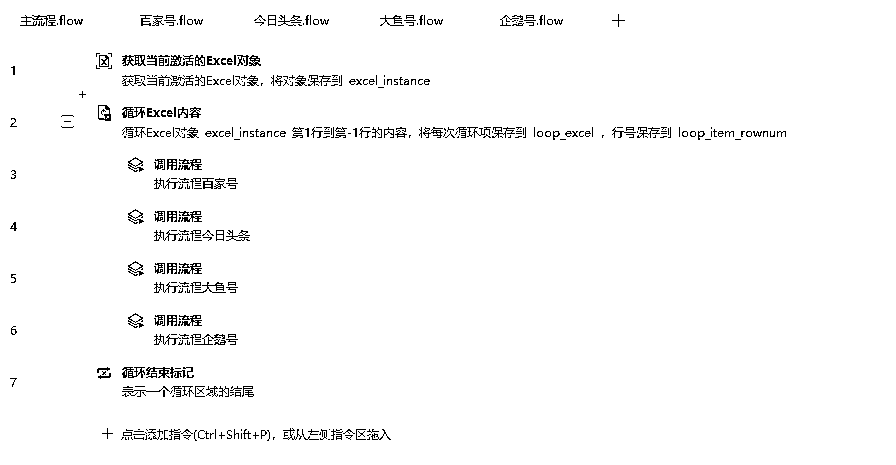 主流程.flow 百家号.flow 今日头条.flow 大鱼号.flow 企鹅号.flow
1 获取当前激活的Excel对象
获取当前激活的Excel对象，将对象保存到 excel_instance
2 循环Excel内容
循环Excel对象 excel_instance 第1行到第-1行的内容，将每次循环项保存到 loop_excel ，行号保存到 loop_item_rownum
3 调用流程
执行流程百家号
4 调用流程
执行流程今日头条
5 调用流程
执行流程大鱼号
6 调用流程
执行流程企鹅号
7 循环结束标记
表示一个循环区域的结尾
点击添加指令(Ctrl+Shift+P)，或从左侧指令区拖入